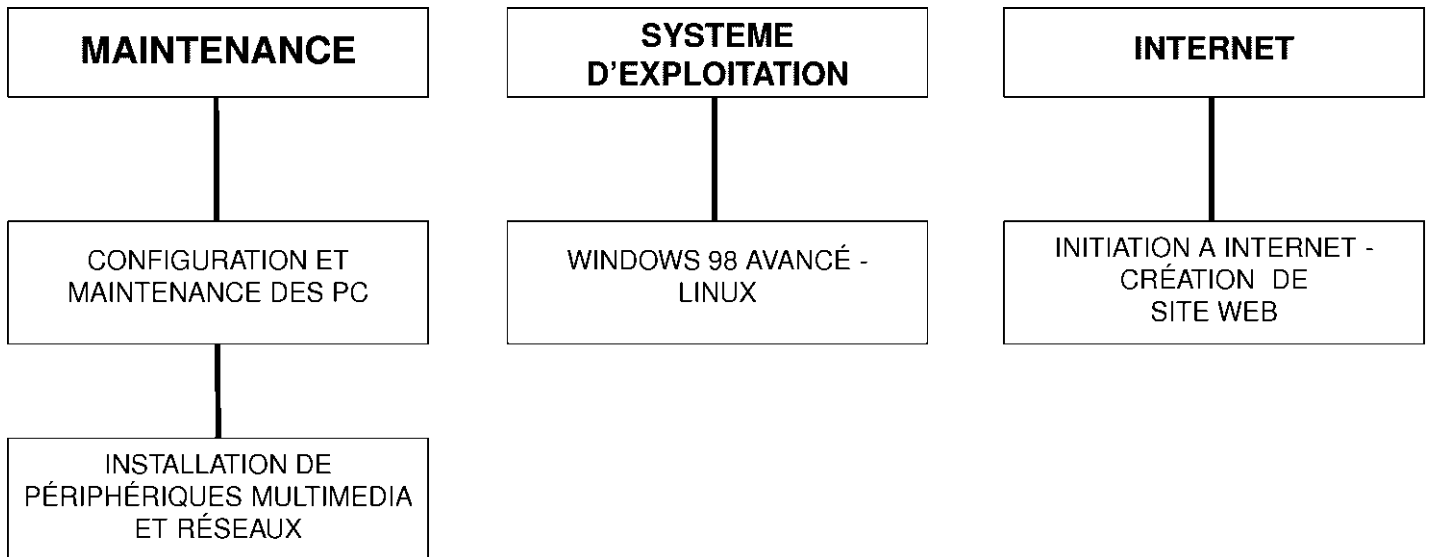 MAINTENANCE
SYSTEME
D'EXPLOITATION
INTERNET
CONFIGURATION ET
MAINTENANCE DES PC
WINDOWS 98 AVANCÉ -
LINUX
INITIATION A INTERNET -
CRÉATION DE
SITE WEB
INSTALLATION DE
PÉRIPHÉRIQUES MULTIMEDIA
ET RÉSEAUX